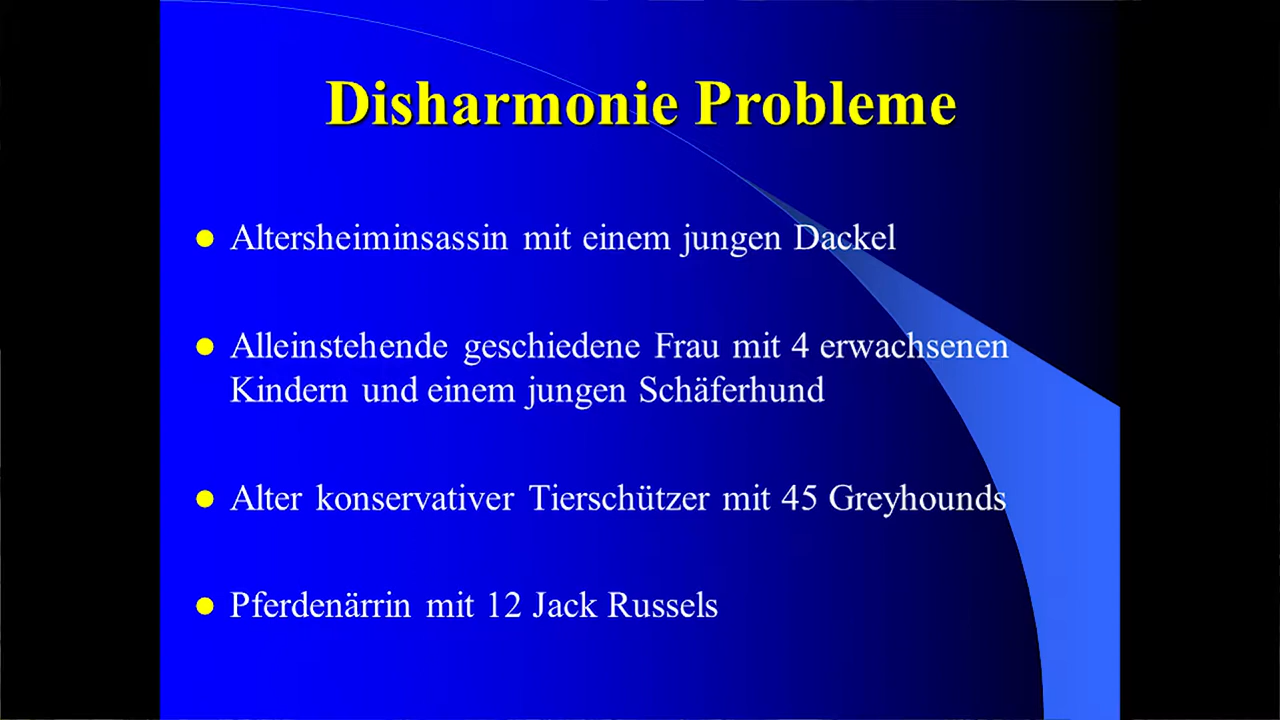 Disharmonie Probleme
Altersheiminsassin mit einem jungen Dackel
Alleinstehende geschiedene Frau mit 4 erwachsenen
Kindern und einem jungen Schäferhund
Alter konservativer Tierschützer mit 45 Greyhounds
Pferdenärrin mit 12 Jack Russels